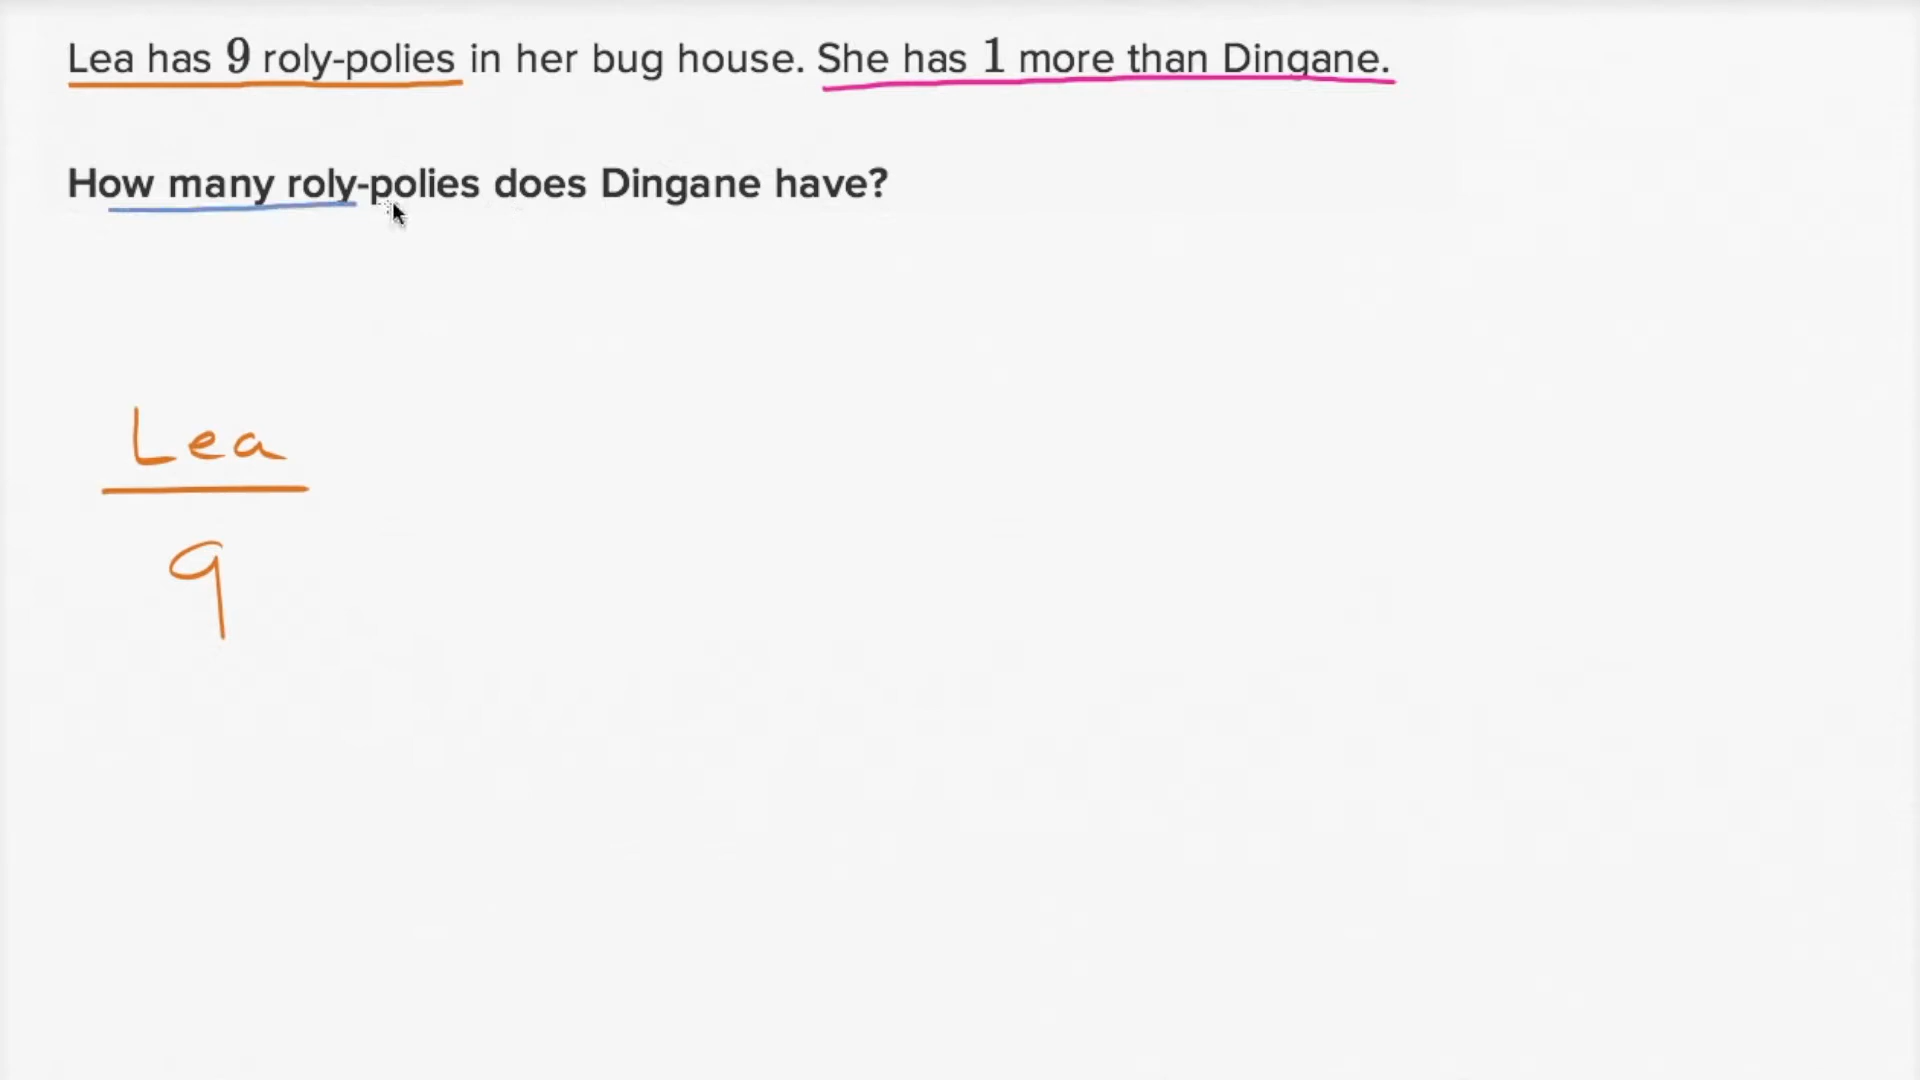 Lea has 9 roly-polies in her bug house. She has 1 more than Dingane.
How many roly-polies does Dingane have?
Lea
9